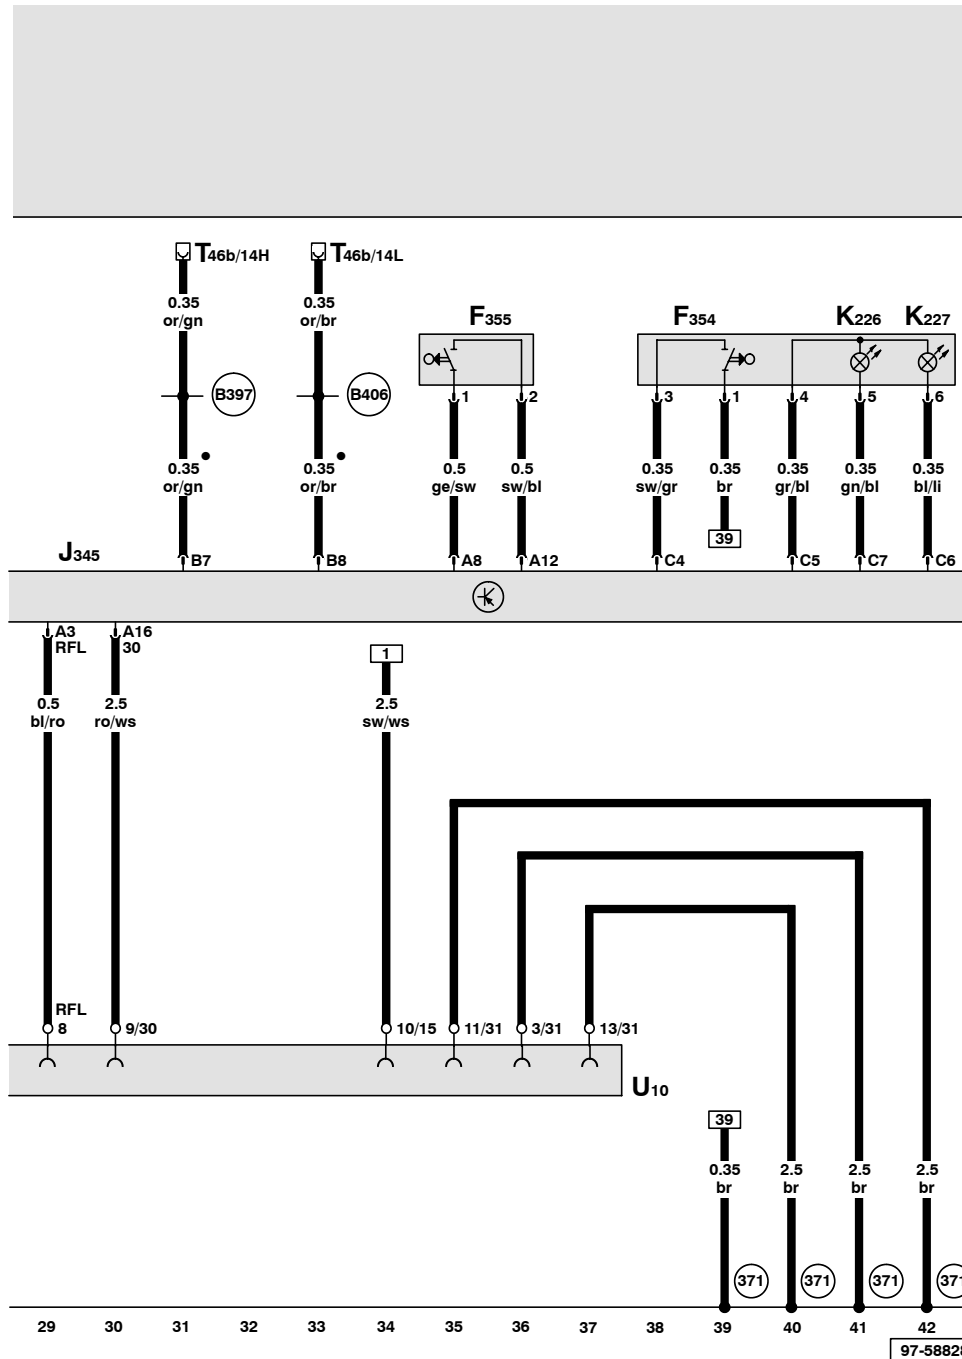 T46b/14H T46b/14L
0.35 0.35
or/gn or/br
F355 F354 K226 K227
B397 B406
1 2 3 1 4 5 6
0.35 0.35 0.5 0.5 0.35 0.35 0.35 0.35 0.35
or/gn or/br ge/sw sw/bl sw/gr br gr/bl gn/bl bl/li
39
J345
B7 B8 A8 A12 C4 C5 C7 C6
A3 A16
RFL 30
1
0.5 2.5 2.5
bl/ro ro/ws sw/ws
RFL
8 9/30 10/15 11/31 3/31 13/31
U10
39
0.35 2.5 2.5 2.5
br br br br
371 371 371 371
29 30 31 32 33 34 35 36 37 38 39 40 41 42
97-58828